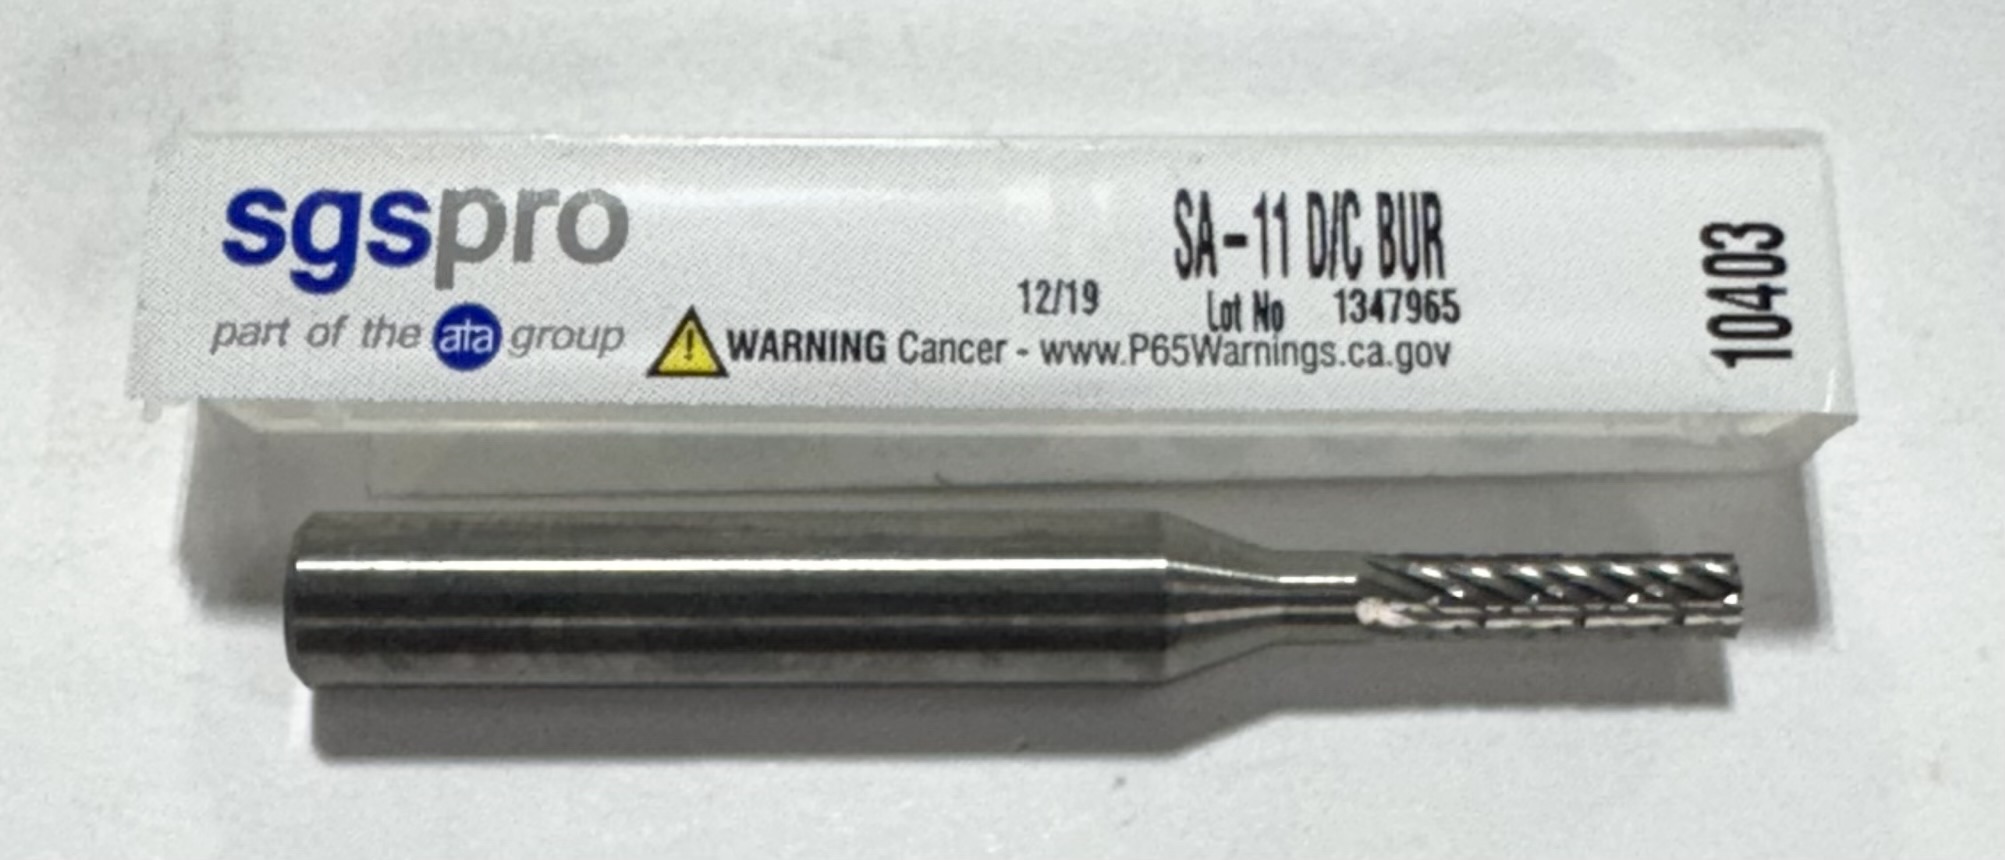 sgspro
part of the ata group
SA-11 D/C BUR
12/19
Lot No 1347965
WARNING Cancer - www.P65Warnings.ca.gov
10403